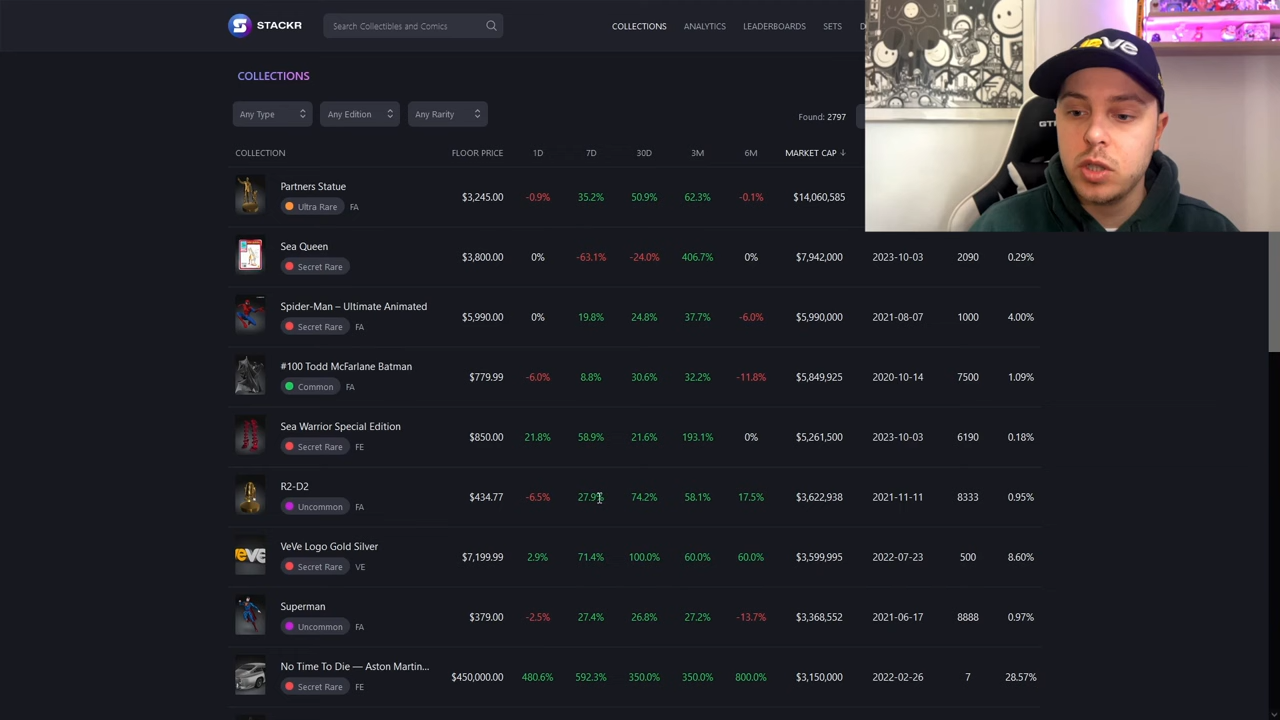 STACKR
Search Collectibles and Comics
COLLECTIONS
ANALYTICS
LEADERBOARDS
SETS
COLLECTIONS
Any Type
Any Edition
Any Rarity
Found: 2797
COLLECTION FLOOR PRICE 1D 7D 30D 3M 6M MARKET CAP ↓
Partners Statue
Ultra Rare FA
$3,245.00 -0.9% 35.2% 50.9% 62.3% -0.1% $14,060,585
Sea Queen
Secret Rare
$3,800.00 0% -63.1% -24.0% 406.7% 0% $7,942,000 2023-10-03 2090 0.29%
Spider-Man – Ultimate Animated
Secret Rare FA
$5,990.00 0% 19.8% 24.8% 37.7% -6.0% $5,990,000 2021-08-07 1000 4.00%
#100 Todd McFarlane Batman
Common FA
$779.99 -6.0% 8.8% 30.6% 32.2% -11.8% $5,849,925 2020-10-14 7500 1.09%
Sea Warrior Special Edition
Secret Rare FE
$850.00 21.8% 58.9% 21.6% 193.1% 0% $5,261,500 2023-10-03 6190 0.18%
R2-D2
Uncommon FA
$434.77 -6.5% 27.9% 74.2% 58.1% 17.5% $3,622,938 2021-11-11 8333 0.95%
VeVe Logo Gold Silver
Secret Rare VE
$7,199.99 2.9% 71.4% 100.0% 60.0% 60.0% $3,599,995 2022-07-23 500 8.60%
Superman
Uncommon FA
$379.00 -2.5% 27.4% 26.8% 27.2% -13.7% $3,368,552 2021-06-17 8888 0.97%
No Time To Die — Aston Martin...
Secret Rare FE
$450,000.00 480.6% 592.3% 350.0% 350.0% 800.0% $3,150,000 2022-02-26 7 28.57%